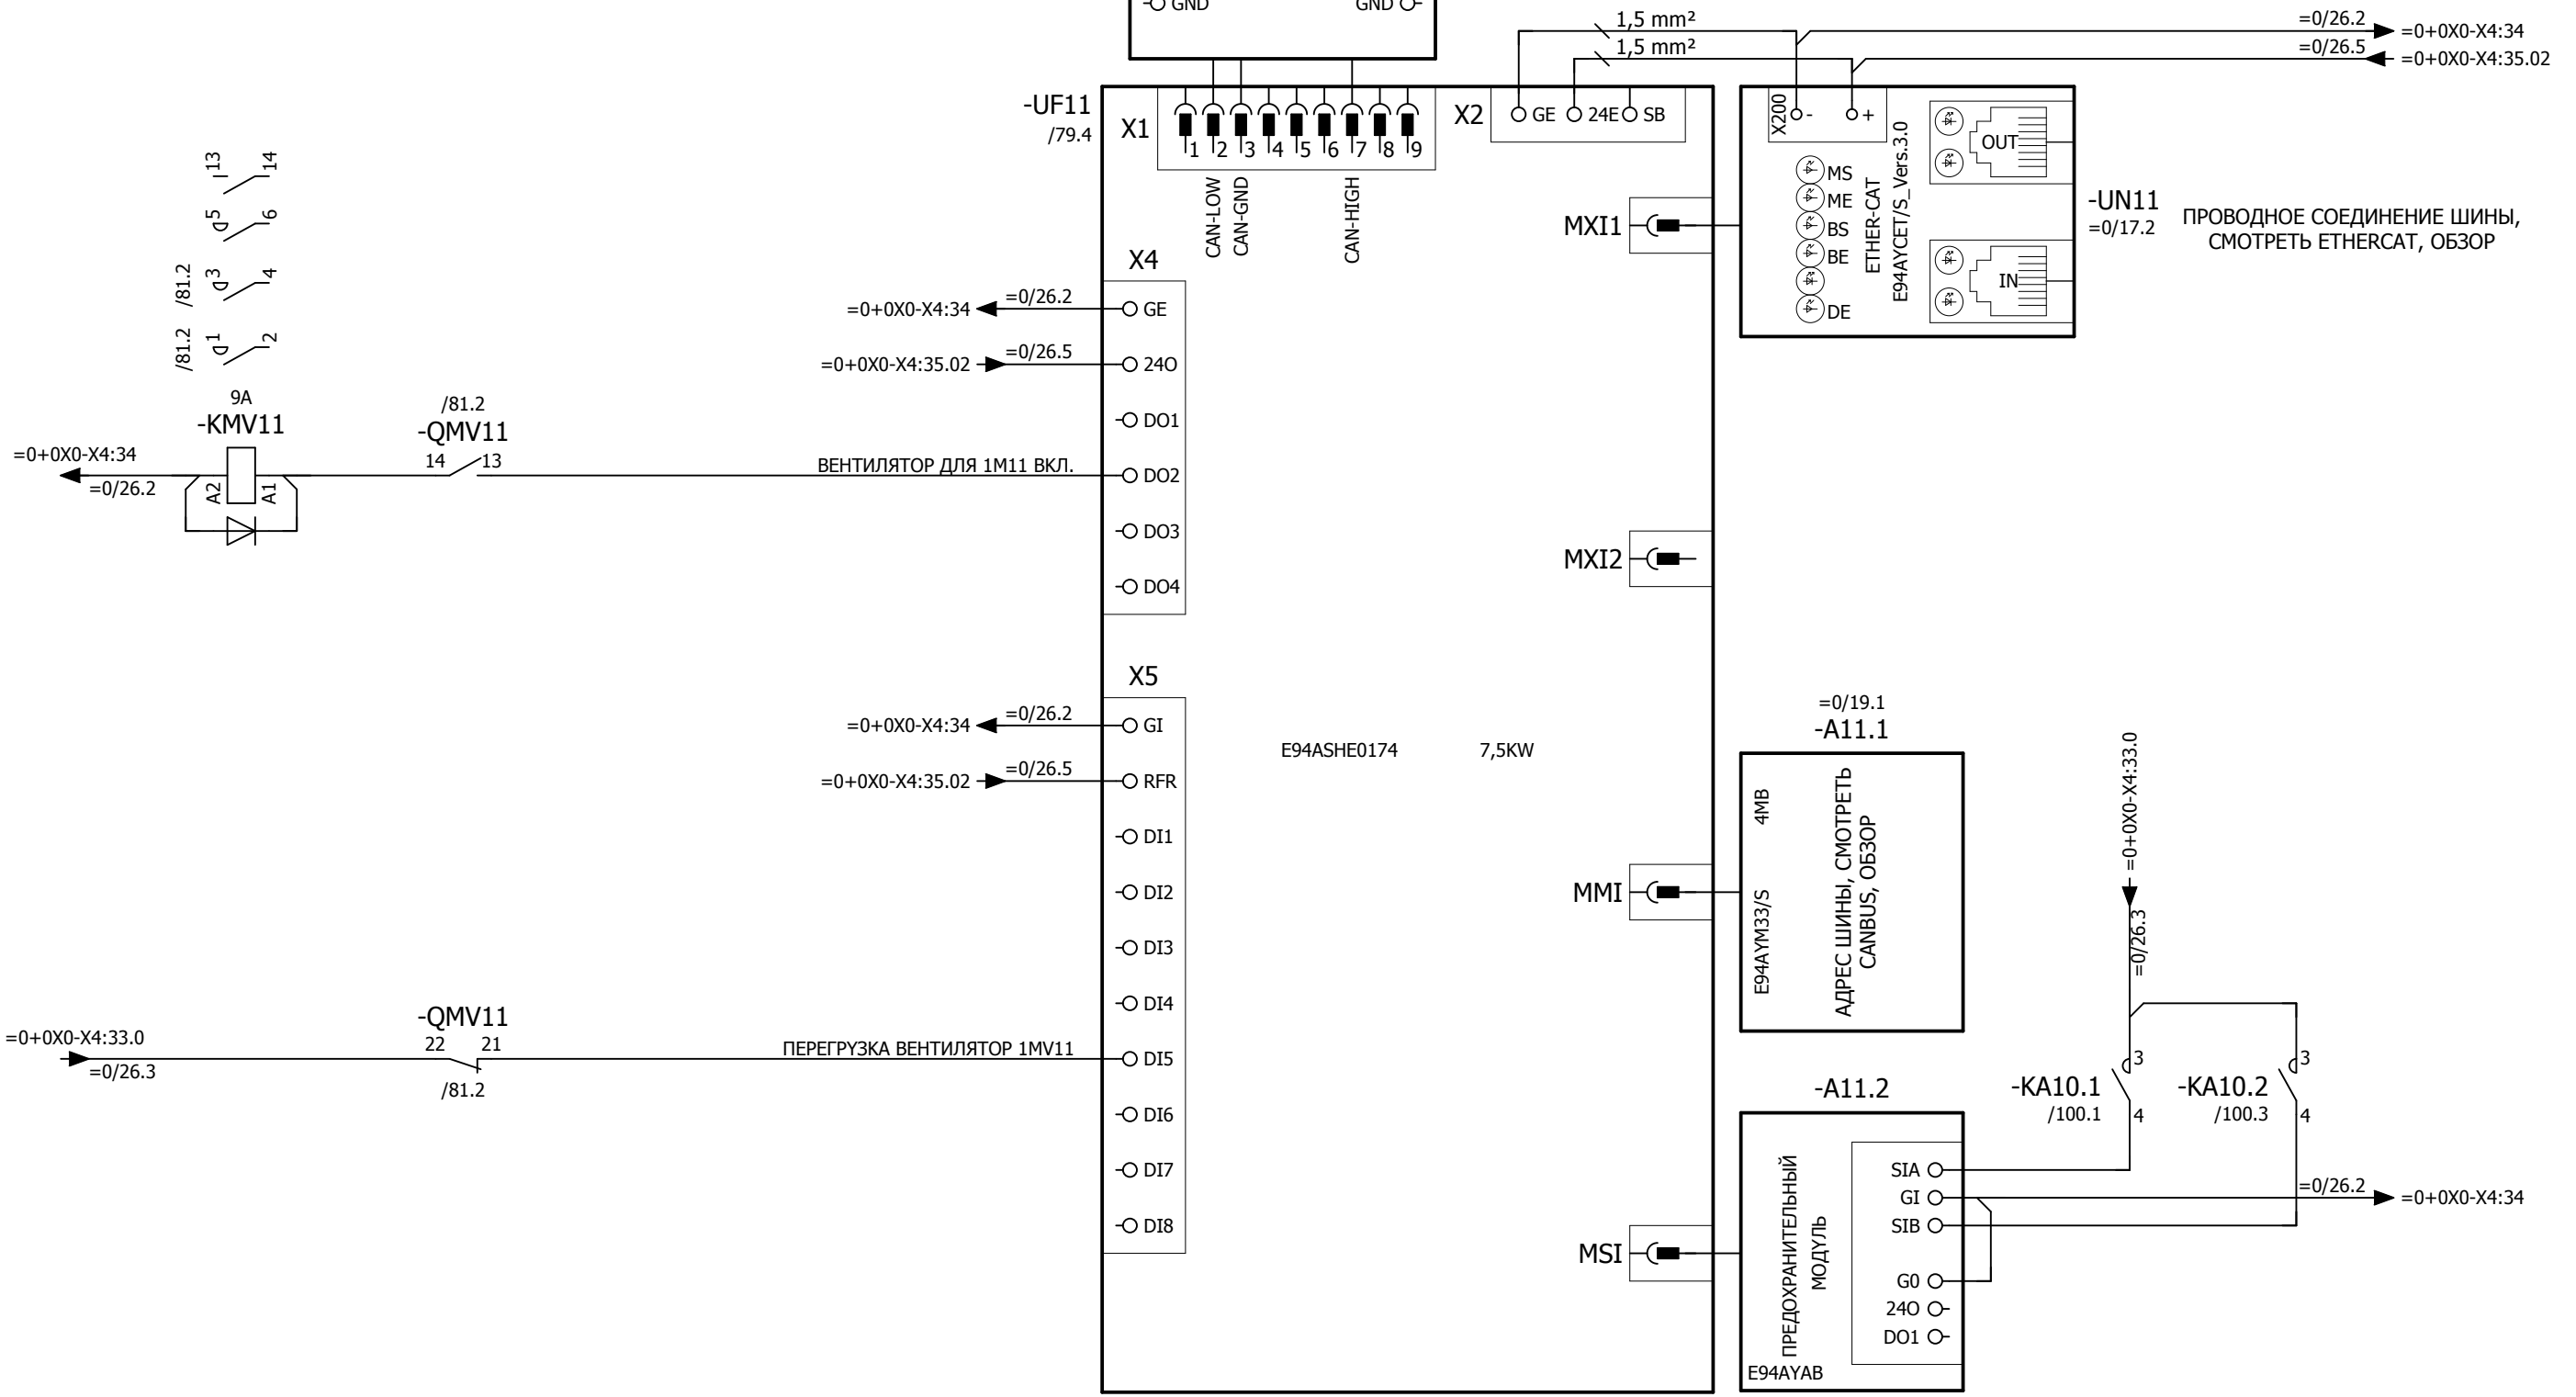 GND
GND
1,5 mm²
=0/26.2
=0+0X0-X4:34
1,5 mm²
=0/26.5
=0+0X0-X4:35.02
-UF11
/79.4
X1
1
2
3
4
5
6
7
8
9
CAN-LOW
CAN-GND
CAN-HIGH
X2
GE
24E
SB
X200
-
+
MS
ME
BS
BE
DE
ETHER-CAT
E94AYCET/S_Vers.3.0
OUT
IN
-UN11
=0/17.2
ПРОВОДНОЕ СОЕДИНЕНИЕ ШИНЫ,
СМОТРЕТЬ ETHERCAT, ОБЗОР
MXI1
13
14
5
6
/81.2
3
4
/81.2
1
2
9A
-KMV11
A2
A1
=0+0X0-X4:34
=0/26.2
/81.2
-QMV11
14
13
ВЕНТИЛЯТОР ДЛЯ 1M11 ВКЛ.
X4
=0+0X0-X4:34
=0/26.2
GE
=0+0X0-X4:35.02
=0/26.5
24O
DO1
DO2
DO3
DO4
MXI2
X5
=0+0X0-X4:34
=0/26.2
GI
=0+0X0-X4:35.02
=0/26.5
RFR
DI1
DI2
DI3
DI4
DI5
DI6
DI7
DI8
E94ASHE0174
7,5KW
=0+0X0-X4:33.0
=0/26.3
-QMV11
22
21
/81.2
ПЕРЕГРУЗКА ВЕНТИЛЯТОР 1MV11
MMI
=0/19.1
-A11.1
4MB
E94AYM33/S
АДРЕС ШИНЫ, СМОТРЕТЬ
CANBUS, ОБЗОР
=0+0X0-X4:33.0
=0/26.3
-KA10.1
/100.1
3
4
-KA10.2
/100.3
3
4
MSI
-A11.2
ПРЕДОХРАНИТЕЛЬНЫЙ
МОДУЛЬ
E94AYAB
SIA
GI
SIB
G0
24O
DO1
=0/26.2
=0+0X0-X4:34